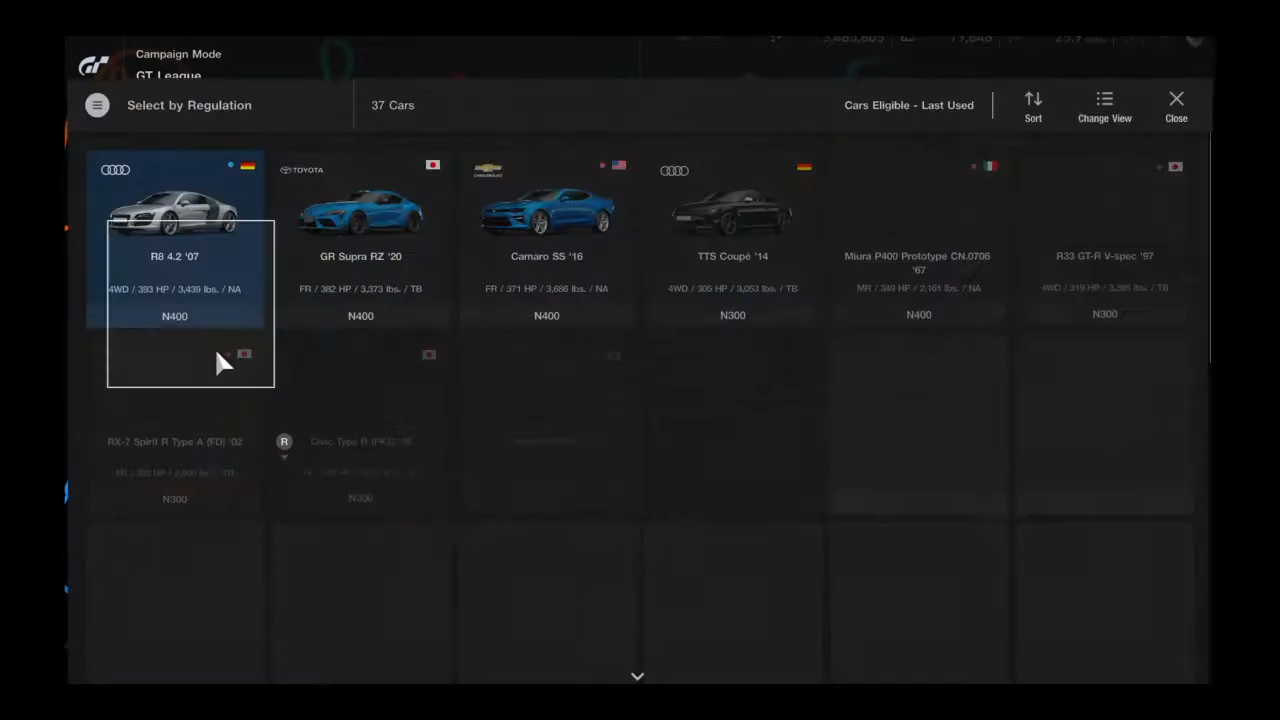 Campaign Mode
GT League
Select by Regulation
37 Cars
Cars Eligible - Last Used
Sort
Change View
Close
TOYOTA
CHEVROLET
R8 4.2 '07
GR Supra RZ '20
Camaro SS '16
TTS Coupé '14
Miura P400 Prototype CN.0706 '67
R33 GT-R V-spec '97
4WD / 393 HP / 3,439 lbs. / NA
FR / 382 HP / 3,373 lbs. / TB
FR / 371 HP / 3,686 lbs. / NA
4WD / 305 HP / 3,053 lbs. / TB
MR / 349 HP / 2,161 lbs. / NA
4WD / 319 HP / 3,395 lbs. / TB
N400
N400
N400
N300
N400
N300
RX-7 Spirit R Type A (FD) '02
R
Civic Type R (FK2)
N300
N300